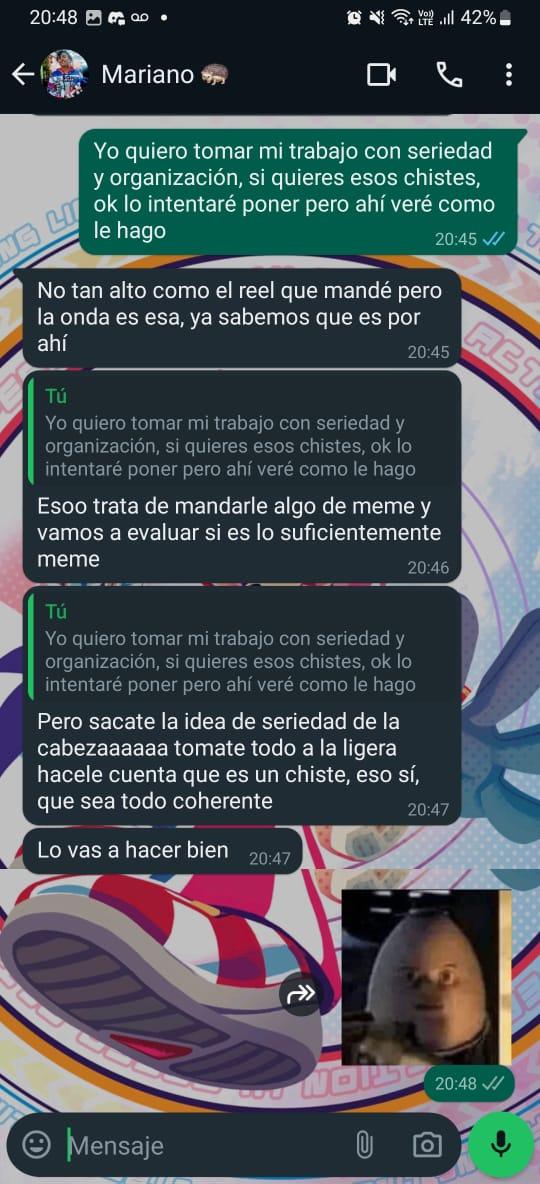 20:48
Vo))
LTE
42%
Mariano
Yo quiero tomar mi trabajo con seriedad
y organización, si quieres esos chistes,
ok lo intentaré poner pero ahí veré como
le hago
20:45
No tan alto como el reel que mandé pero
la onda es esa, ya sabemos que es por
ahí
20:45
Tú
Yo quiero tomar mi trabajo con seriedad y
organización, si quieres esos chistes, ok lo
intentaré poner pero ahí veré como le hago
Esoo trata de mandarle algo de meme y
vamos a evaluar si es lo suficientemente
meme
20:46
Tú
Yo quiero tomar mi trabajo con seriedad y
organización, si quieres esos chistes, ok lo
intentaré poner pero ahí veré como le hago
Pero sacate la idea de seriedad de la
cabezaaaaaa tomate todo a la ligera
hacele cuenta que es un chiste, eso sí,
que sea todo coherente
20:47
Lo vas a hacer bien
20:47
20:48
Mensaje